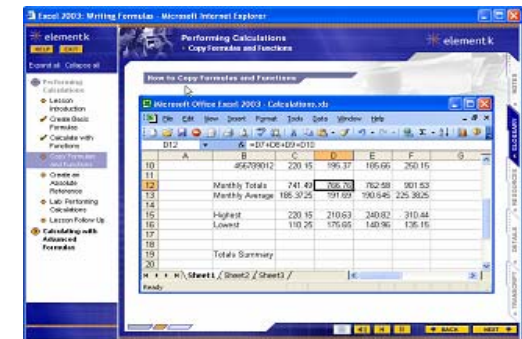 Excel 2003: Writing Formulas - Microsoft Internet Explorer
elementk
HELP EXIT
Performing Calculations
Copy Formulas and Functions
elementk
Expand all Collapse all
Performing
Calculations
Lesson
Introduction
Create Basic
Formulas
Calculate with
Functions
Copy Formulas
and Functions
Create an
Absolute
Reference
Lab: Performing
Calculations
Lesson Follow Up
Calculating with
Advanced
Formulas
How to Copy Formulas and Functions
Microsoft Office Excel 2003 - Calculations.xls
File Edit View Insert Format Tools Data Window Help
D12 =D7+D8+D9+D10
A B C D E F G
10 456789012 220.15 195.37 185.66 250.15
11
12 Monthly Totals 741.49 766.76 762.58 901.53
13 Monthly Average 185.3725 191.69 190.645 225.3825
14
15 Highest 220.15 210.63 240.82 310.44
16 Lowest 110.25 175.65 140.96 135.15
17
18
19 Totals Summary
20
Sheet1 Sheet2 Sheet3
Ready
NOTES
GLOSSARY
RESOURCES
DETAILS
TRANSCRIPT
BACK NEXT